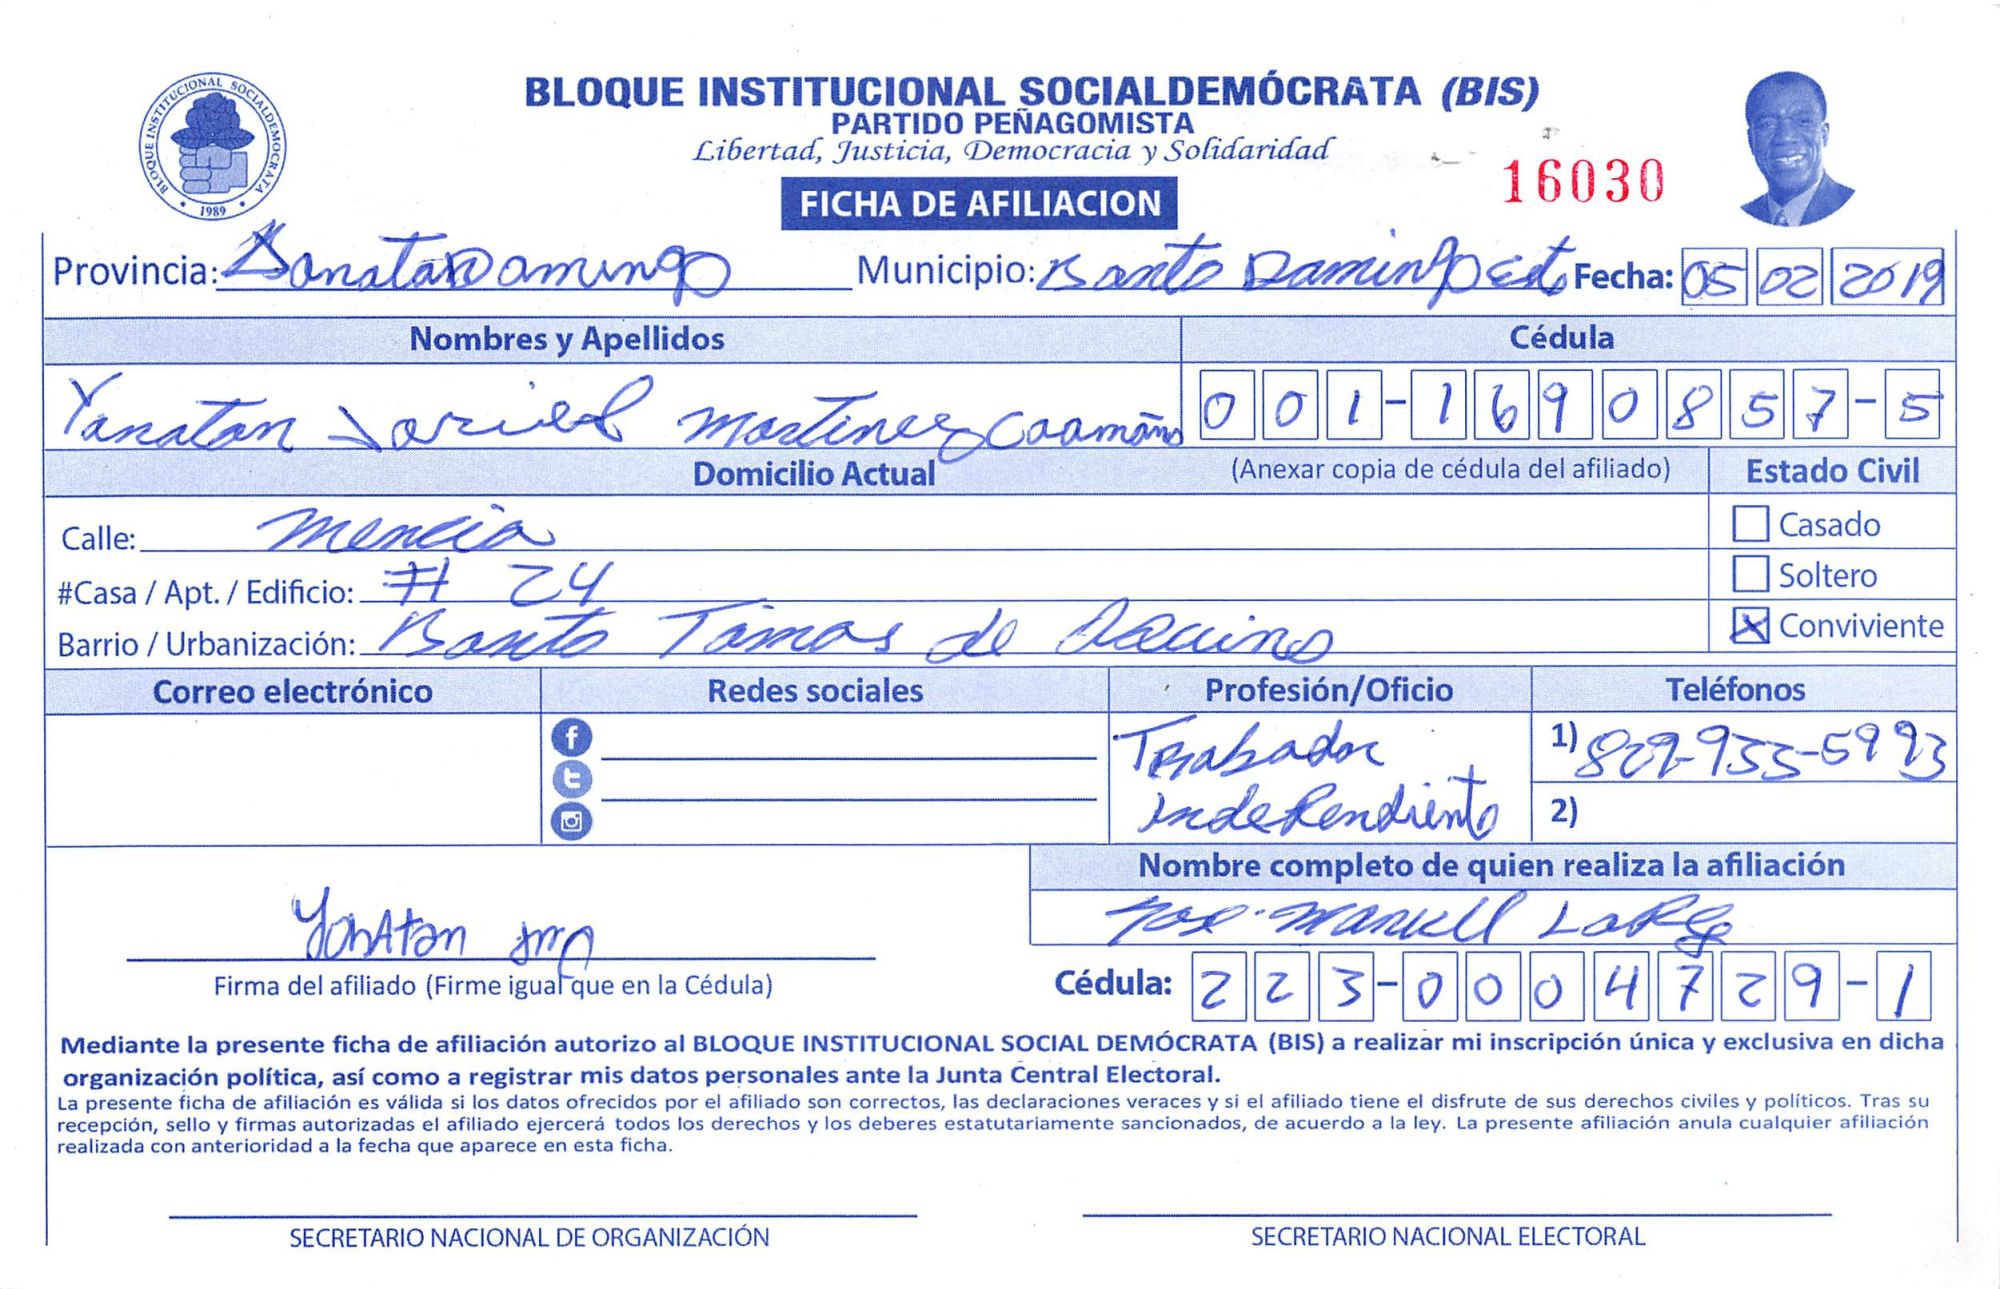 BLOQUE INSTITUCIONAL SOCIALDEMÓCRATA (BIS)
PARTIDO PEÑAGOMISTA
Libertad, Justicia, Democracia y Solidaridad
16030
FICHA DE AFILIACION
BLOQUE INSTITUCIONAL SOCIALDEMOCRATA
1989
Provincia: Santo Domingo Municipio: Santo Domingo Est Fecha: 05 02 2019
Nombres y Apellidos Cédula
Yanatan Martinez Caamaño 001-1690857-5
Domicilio Actual (Anexar copia de cédula del afiliado) Estado Civil
Calle: Mencia Casado
#Casa / Apt. / Edificio: # 24 Soltero
Barrio / Urbanización: Santo Tomas de Aquino X Conviviente
Correo electrónico Redes sociales Profesión/Oficio Teléfonos
Trabador 1) 829-933-5993
Independiente 2)
Nombre completo de quien realiza la afiliación
Manuell
Yonatan
Firma del afiliado (Firme igual que en la Cédula) Cédula: 223-0004729-1
Mediante la presente ficha de afiliación autorizo al BLOQUE INSTITUCIONAL SOCIAL DEMÓCRATA (BIS) a realizar mi inscripción única y exclusiva en dicha
organización política, así como a registrar mis datos personales ante la Junta Central Electoral.
La presente ficha de afiliación es válida si los datos ofrecidos por el afiliado son correctos, las declaraciones veraces y si el afiliado tiene el disfrute de sus derechos civiles y políticos. Tras su
recepción, sello y firmas autorizadas el afiliado ejercerá todos los derechos y los deberes estatutariamente sancionados, de acuerdo a la ley. La presente afiliación anula cualquier afiliación
realizada con anterioridad a la fecha que aparece en esta ficha.
SECRETARIO NACIONAL DE ORGANIZACIÓN SECRETARIO NACIONAL ELECTORAL